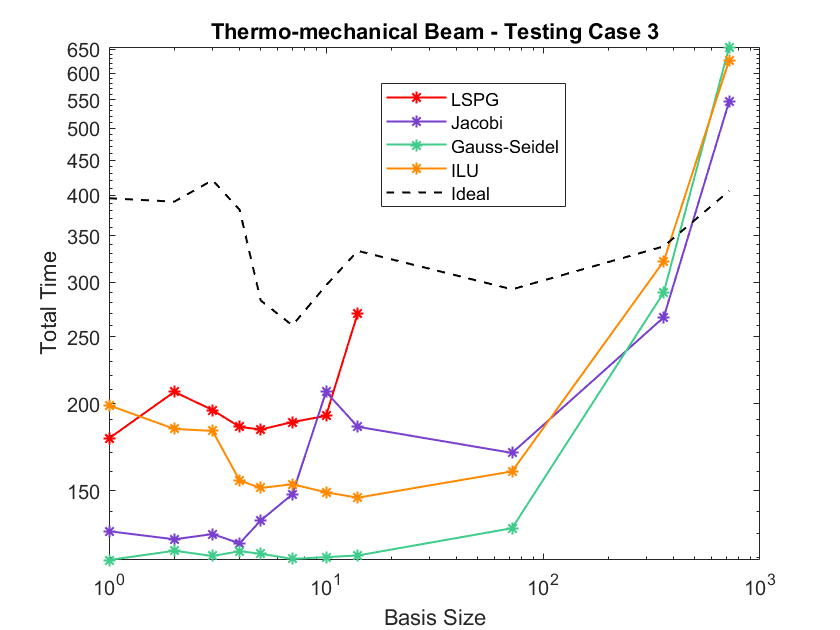 Thermo-mechanical Beam - Testing Case 3
650
600
550
500
450
400
350
300
250
200
150
Total Time
LSPG
Jacobi
Gauss-Seidel
ILU
Ideal
10^0 10^1 10^2 10^3
Basis Size